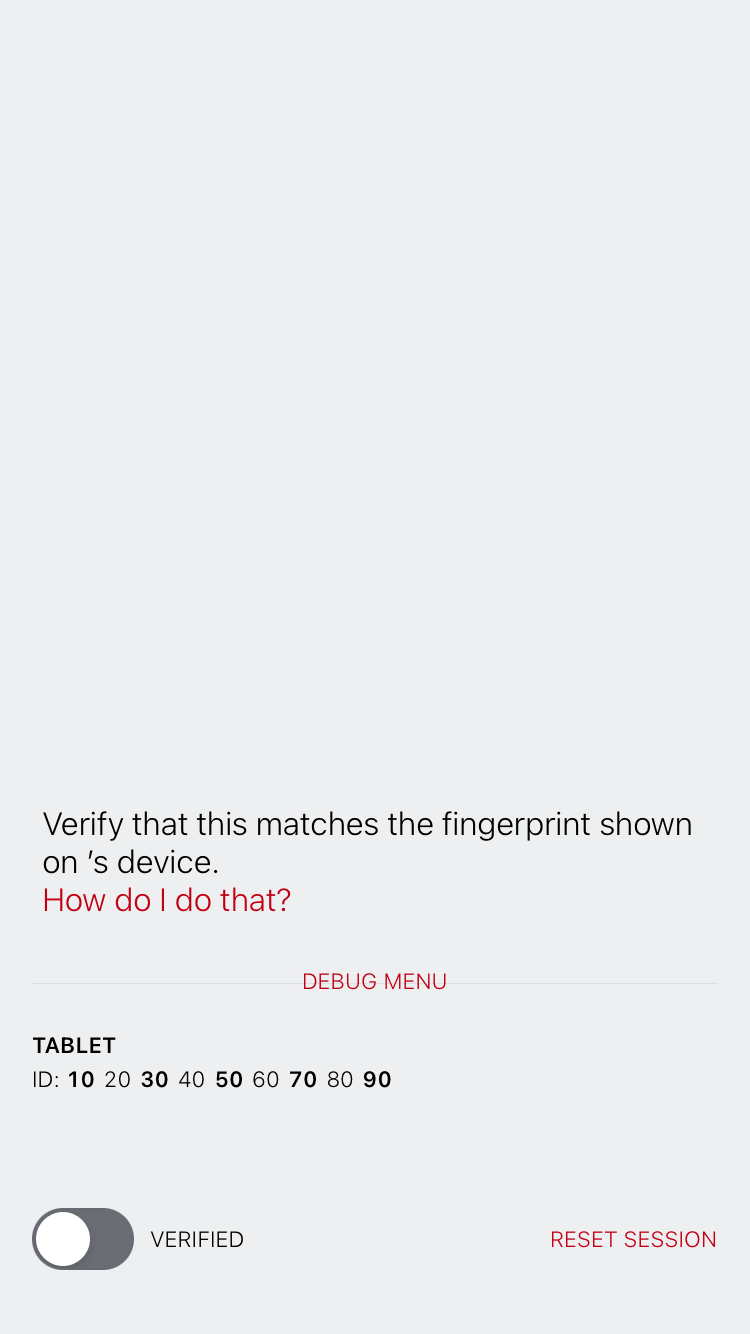 Verify that this matches the fingerprint shown
on ’s device.
How do I do that?
DEBUG MENU
TABLET
ID: 10 20 30 40 50 60 70 80 90
VERIFIED
RESET SESSION